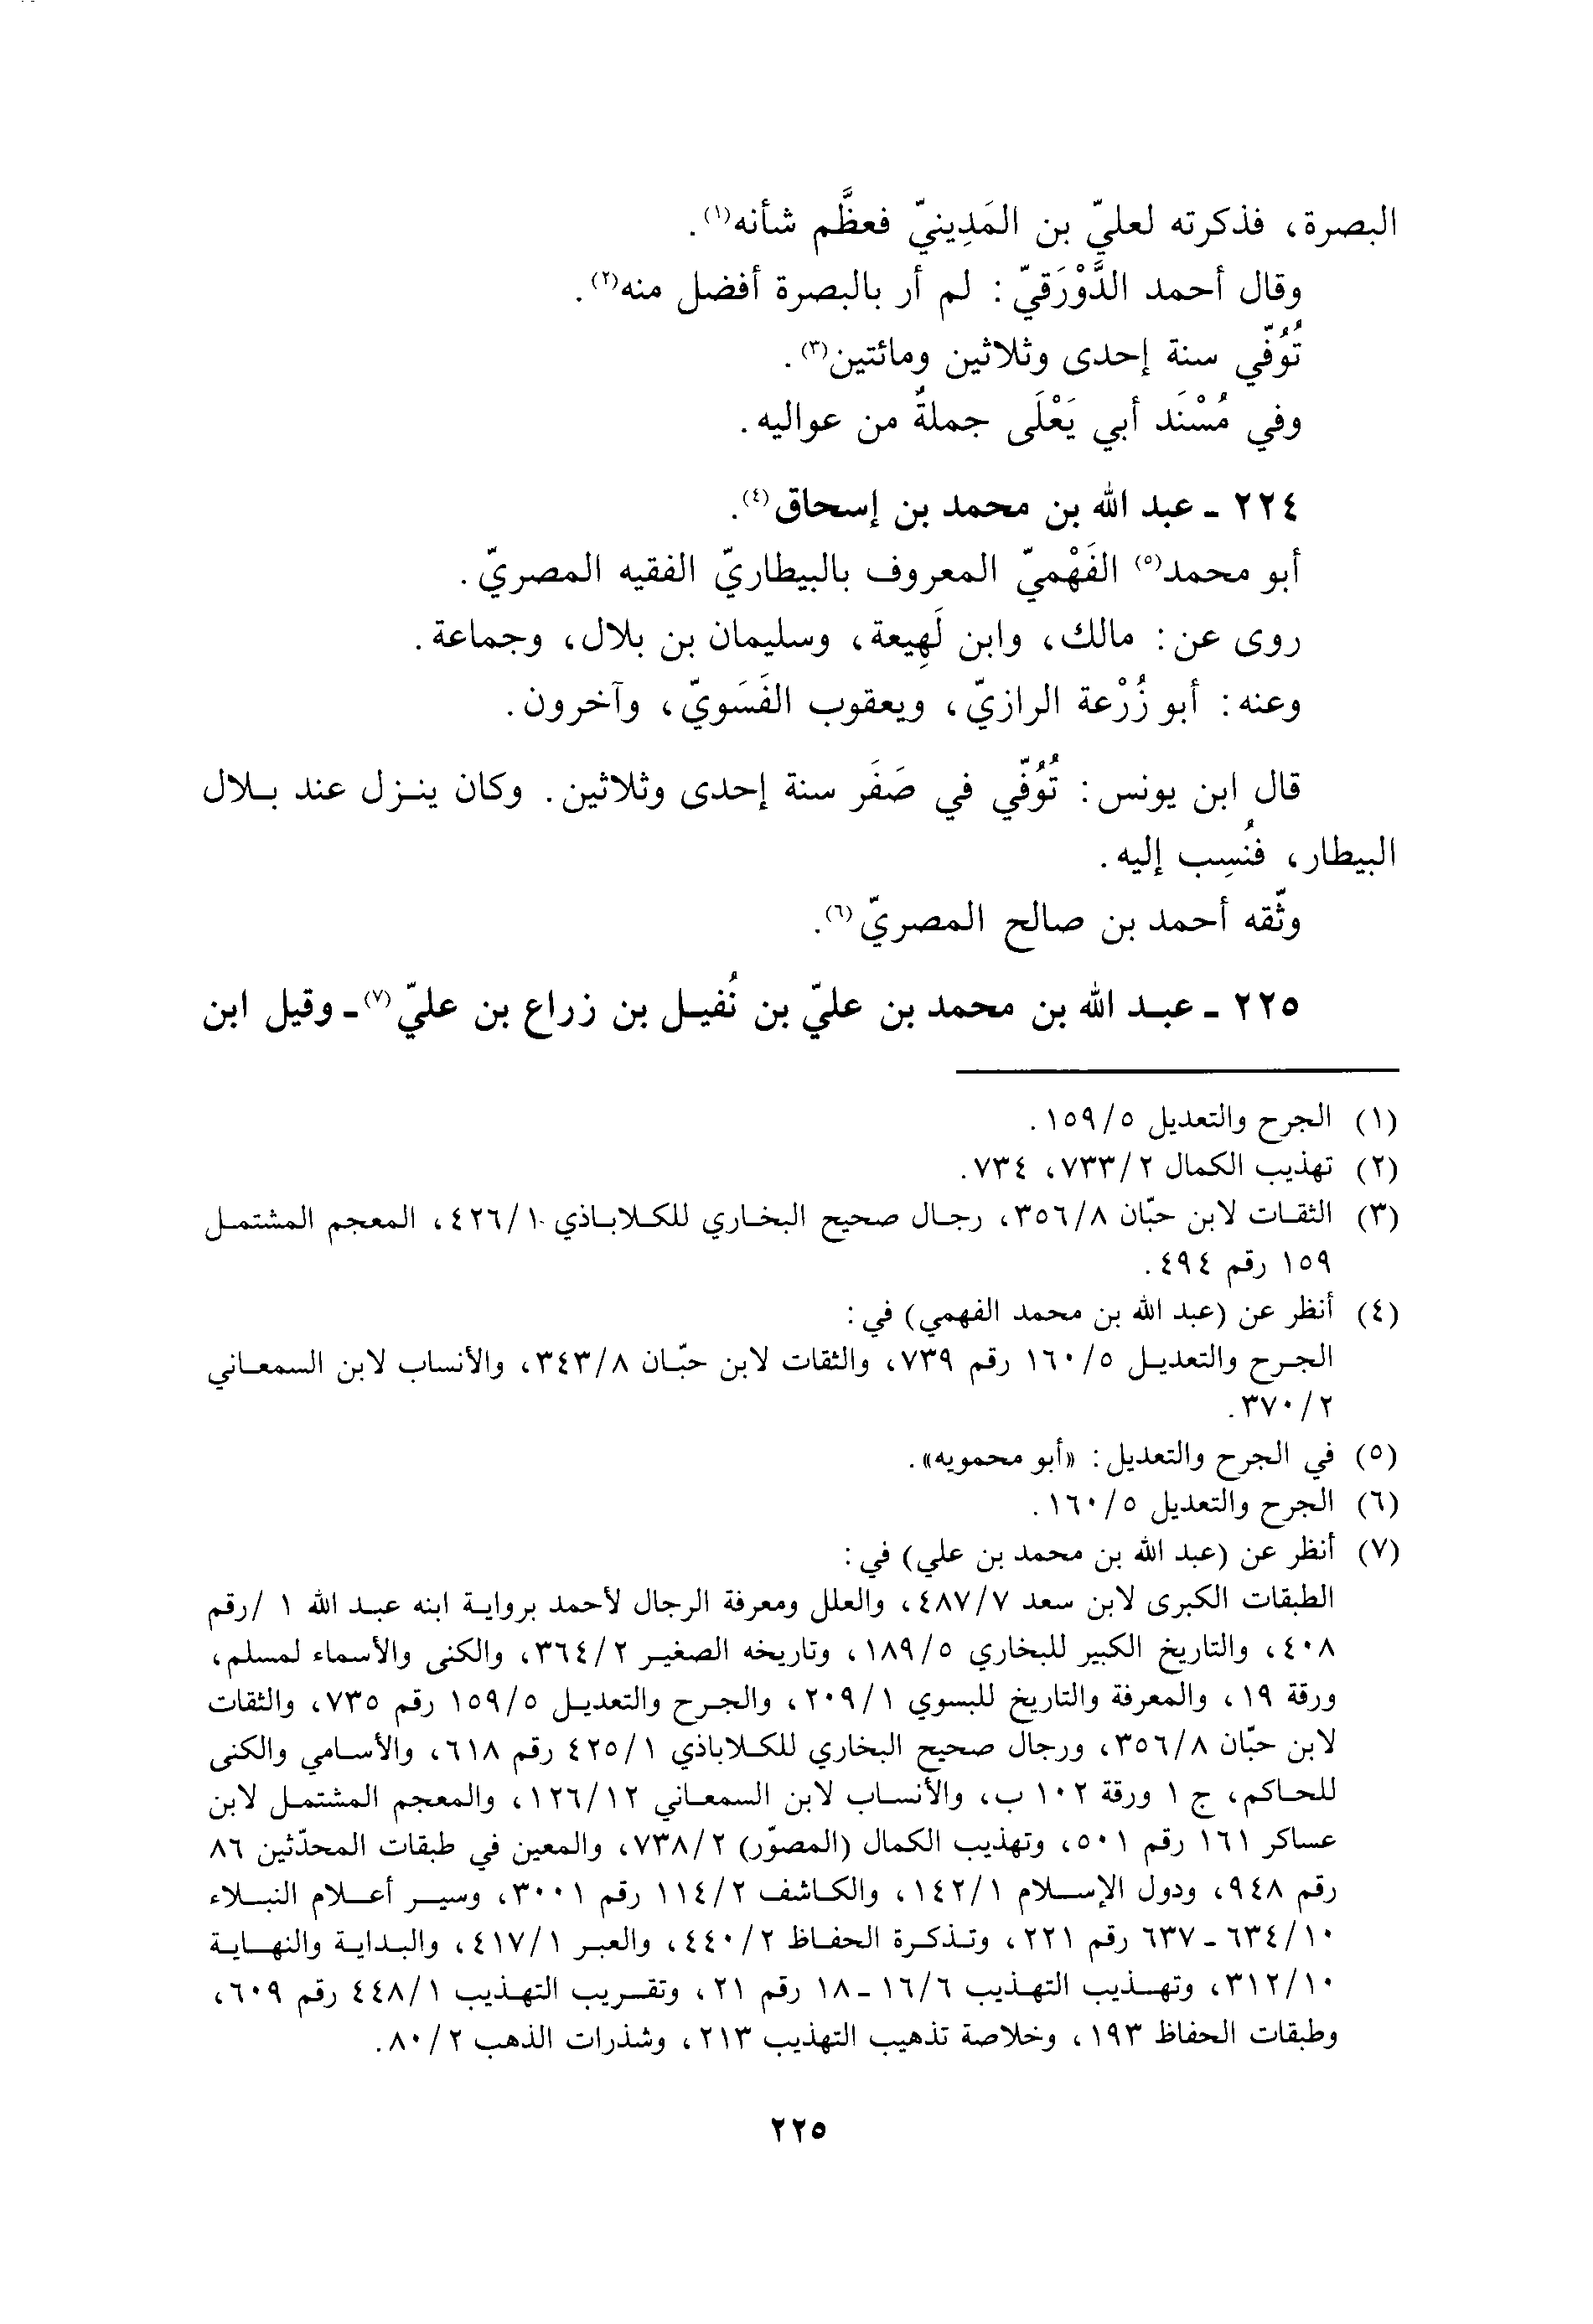 البصرة، فذكرته لعليّ بن المَدِينيّ فعظَّم شأنه(١).
وقال أحمد الدَّوْرَقيّ: لم أر بالبصرة أفضل منه(٢).
تُوُفّي سنة إحدى وثلاثين ومائتين(٣).
وفي مُسْنَد أبي يَعْلَى جملةٌ من عواليه.
٢٢٤ ـ عبد الله بن محمد بن إسحاق(٤).
أبو محمد(٥) الفَهْميّ المعروف بالبيطاريّ الفقيه المصريّ.
روى عن: مالك، وابن لَهِيعة، وسليمان بن بلال، وجماعة.
وعنه: أبو زُرْعة الرازيّ، ويعقوب الفَسَويّ، وآخرون.
قال ابن يونس: تُوُفّي في صَفَر سنة إحدى وثلاثين. وكان ينزل عند بلال
البيطار، فنُسِب إليه.
وثّقه أحمد بن صالح المصريّ(٦).
٢٢٥ ـ عبد الله بن محمد بن عليّ بن نُفيل بن زراع بن عليّ(٧) ـ وقيل ابن
(١) الجرح والتعديل ١٥٩/٥.
(٢) تهذيب الكمال ٧٣٣/٢، ٧٣٤.
(٣) الثقات لابن حبّان ٣٥٦/٨، رجال صحيح البخاري للكلاباذي ٤٢٦/١، المعجم المشتمل
١٥٩ رقم ٤٩٤.
(٤) أنظر عن (عبد الله بن محمد الفهمي) في:
الجرح والتعديل ١٦٠/٥ رقم ٧٣٩، والثقات لابن حبّان ٣٤٣/٨، والأنساب لابن السمعاني
٣٧٠/٢.
(٥) في الجرح والتعديل: «أبو محمويه».
(٦) الجرح والتعديل ١٦٠/٥.
(٧) أنظر عن (عبد الله بن محمد بن علي) في:
الطبقات الكبرى لابن سعد ٤٨٧/٧، والعلل ومعرفة الرجال لأحمد برواية ابنه عبد الله ١ /رقم
٤٠٨، والتاريخ الكبير للبخاري ١٨٩/٥، وتاريخه الصغير ٣٦٤/٢، والكنى والأسماء لمسلم،
ورقة ١٩، والمعرفة والتاريخ للبسوي ٢٠٩/١، والجرح والتعديل ١٥٩/٥ رقم ٧٣٥، والثقات
لابن حبّان ٣٥٦/٨، ورجال صحيح البخاري للكلاباذي ٤٢٥/١ رقم ٦١٨، والأسامي والكنى
للحاكم، ج ١ ورقة ١٠٢ ب، والأنساب لابن السمعاني ١٢٦/١٢، والمعجم المشتمل لابن
عساكر ١٦١ رقم ٥٠١، وتهذيب الكمال (المصوّر) ٧٣٨/٢، والمعين في طبقات المحدّثين ٨٦
رقم ٩٤٨، ودول الإسلام ١٤٢/١، والكاشف ١١٤/٢ رقم ٣٠٠١، وسير أعلام النبلاء
٦٣٤/١٠ ـ ٦٣٧ رقم ٢٢١، وتذكرة الحفاظ ٤٤٠/٢، والعبر ٤١٧/١، والبداية والنهاية
٣١٢/١٠، وتهذيب التهذيب ١٦/٦ ـ ١٨ رقم ٢١، وتقريب التهذيب ٤٤٨/١ رقم ٦٠٩،
وطبقات الحفاظ ١٩٣، وخلاصة تذهيب التهذيب ٢١٣، وشذرات الذهب ٨٠/٢.
٢٢٥